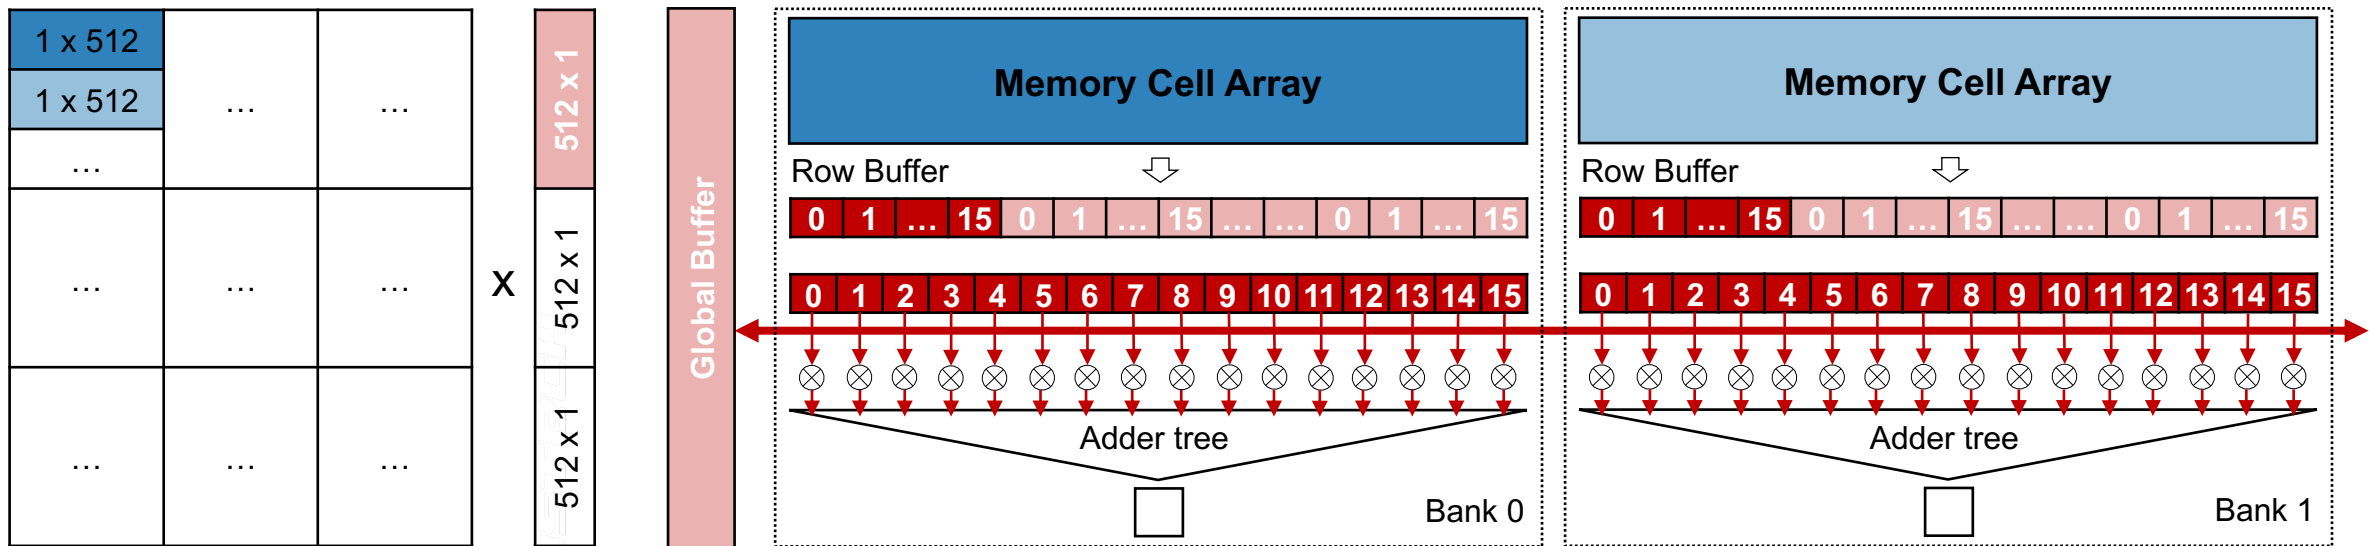 1 x 512
1 x 512
...
... ...
... ... ...
... ... ...
x
512 x 1
512 x 1
512 x 1
Global Buffer
Memory Cell Array
Row Buffer
0 1 ... 15 0 1 ... 15 ... ... 0 1 ... 15
0 1 2 3 4 5 6 7 8 9 10 11 12 13 14 15
Adder tree
Bank 0
Memory Cell Array
Row Buffer
0 1 ... 15 0 1 ... 15 ... ... 0 1 ... 15
0 1 2 3 4 5 6 7 8 9 10 11 12 13 14 15
Adder tree
Bank 1